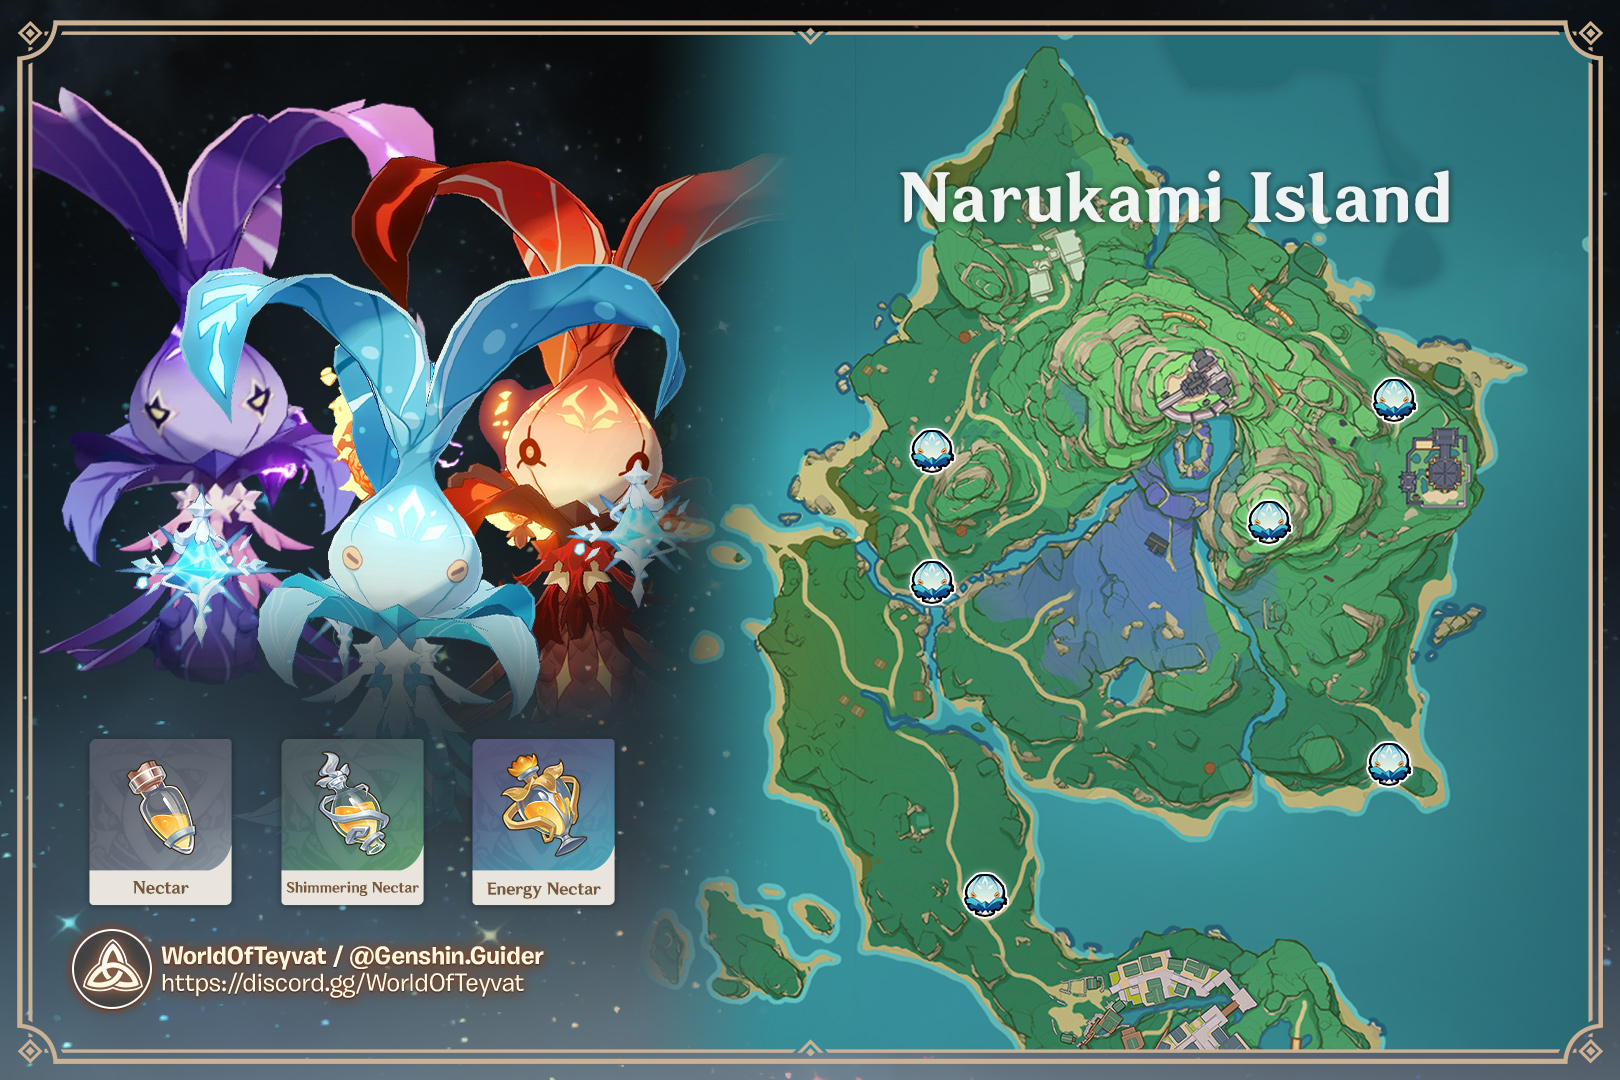 Narukami Island
Nectar
Shimmering Nectar
Energy Nectar
WorldOfTeyvat / @Genshin.Guider
https://discord.gg/WorldOfTeyvat